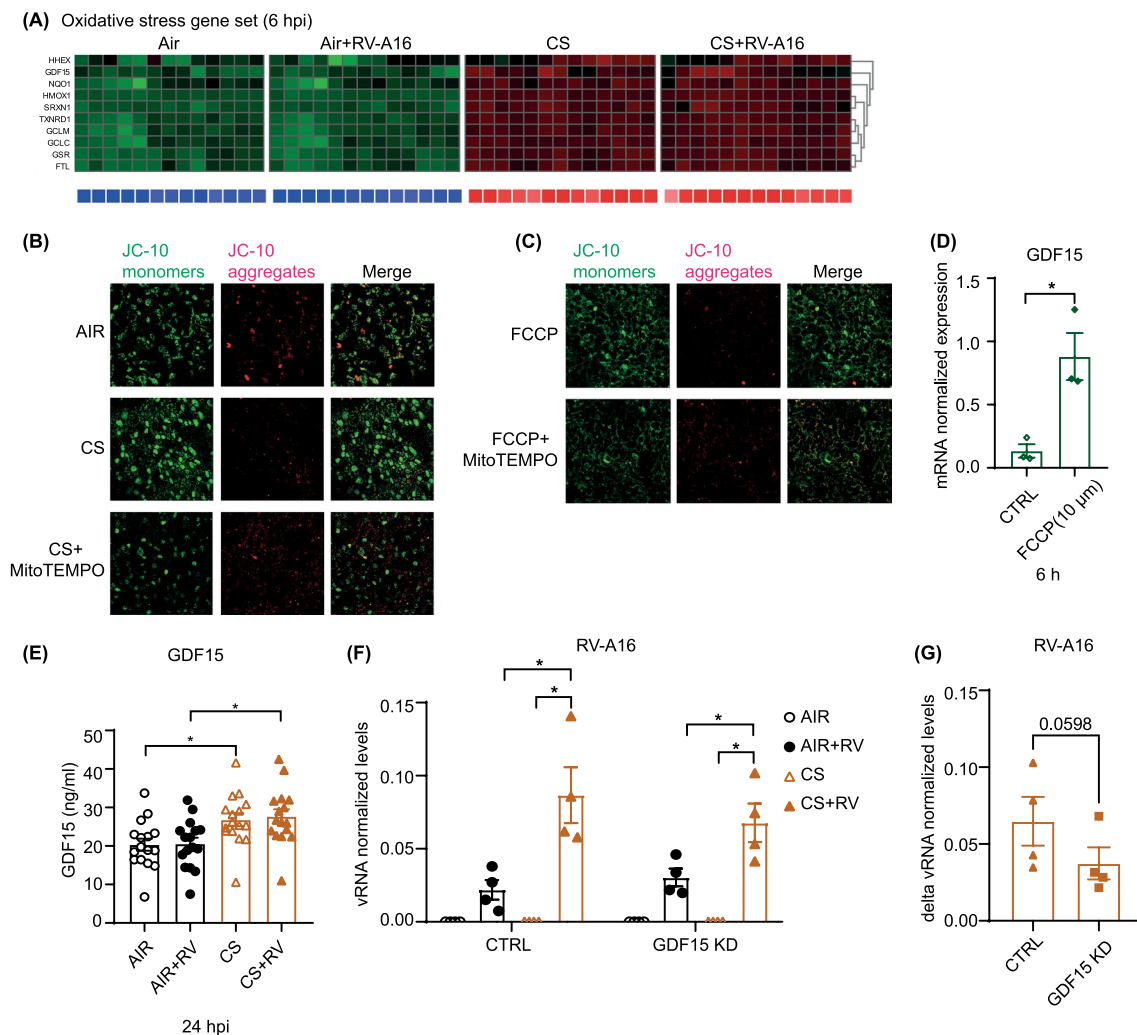 (A) Oxidative stress gene set (6 hpi)
Air Air+RV-A16 CS CS+RV-A16
HHEX
GDF15
NQO1
HMOX1
SRXN1
TXNRD1
GCLM
GCLC
GSR
FTL
(B)
JC-10 monomers
JC-10 aggregates
Merge
AIR
CS
CS+ MitoTEMPO
(C)
JC-10 monomers
JC-10 aggregates
Merge
FCCP
FCCP+ MitoTEMPO
(D)
GDF15
mRNA normalized expression
1.5
1.0
0.5
0.0
*
CTRL
FCCP(10 µm)
6 h
(E)
GDF15
GDF15 (ng/ml)
50
40
30
20
10
0
*
*
AIR
AIR+RV
CS
CS+RV
24 hpi
(F)
RV-A16
vRNA normalized levels
0.15
0.10
0.05
0.00
*
*
*
*
CTRL
GDF15 KD
AIR
AIR+RV
CS
CS+RV
(G)
RV-A16
delta vRNA normalized levels
0.15
0.10
0.05
0.00
0.0598
CTRL
GDF15 KD